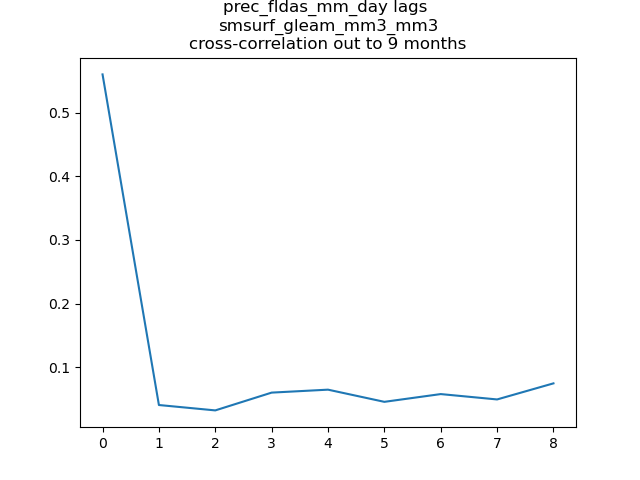 prec_fldas_mm_day lags
smsurf_gleam_mm3_mm3
cross-correlation out to 9 months
0.5
0.4
0.3
0.2
0.1
0 1 2 3 4 5 6 7 8